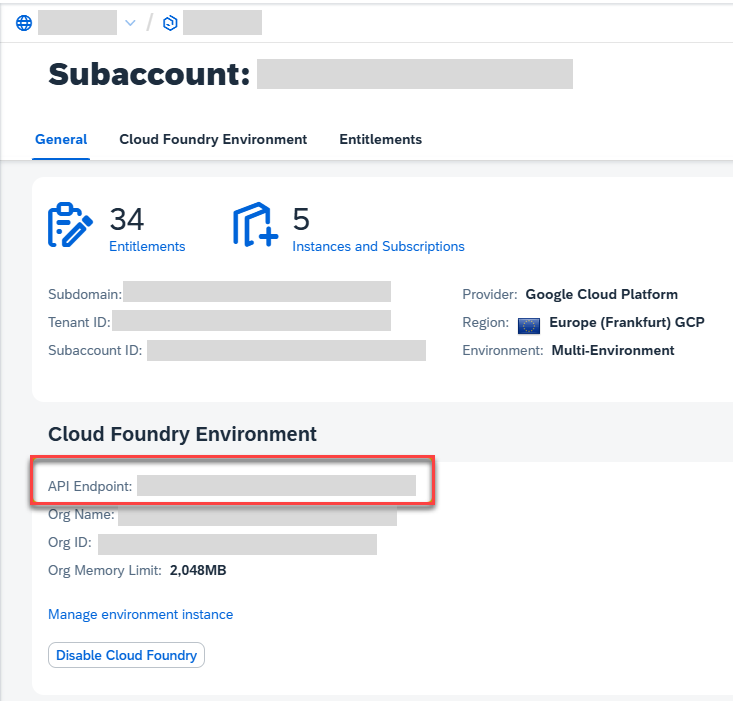 /
Subaccount:
General Cloud Foundry Environment Entitlements
34 5
Entitlements Instances and Subscriptions
Subdomain: Provider: Google Cloud Platform
Tenant ID: Region: Europe (Frankfurt) GCP
Subaccount ID: Environment: Multi-Environment
Cloud Foundry Environment
API Endpoint:
Org Name:
Org ID:
Org Memory Limit: 2,048MB
Manage environment instance
Disable Cloud Foundry